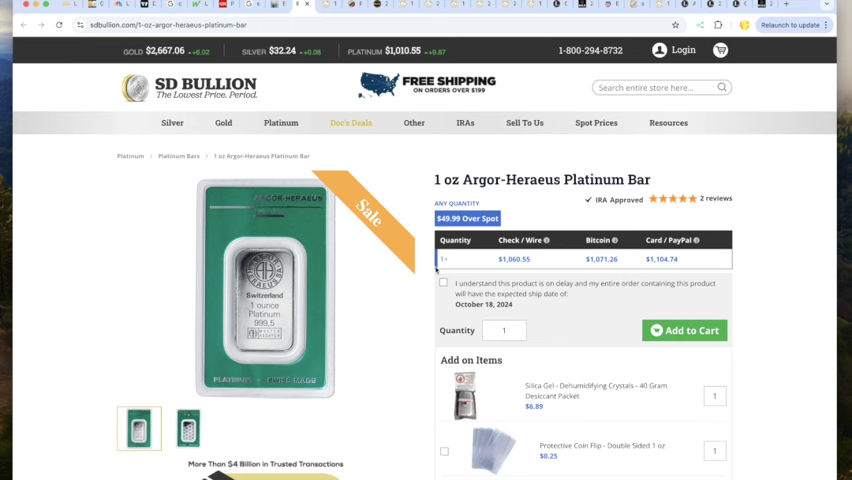 Relaunch to update
sdbullion.com/1-oz-argor-heraeus-platinum-bar
GOLD $2,667.06 +6.02 SILVER $32.24 +0.08 PLATINUM $1,010.55 +0.87
1-800-294-8732 Login
SD BULLION
The Lowest Price. Period.
FREE SHIPPING
ON ORDERS OVER $199
Search entire store here...
Silver Gold Platinum Doc's Deals Other IRAs Sell To Us Spot Prices Resources
Platinum > Platinum Bars > 1 oz Argor-Heraeus Platinum Bar
Sale
ARGOR-HERAEUS
Switzerland
1 ounce
Platinum
999,5
PLATINUM - SWISS MADE
More Than $4 Billion in Trusted Transactions
1 oz Argor-Heraeus Platinum Bar
ANY QUANTITY
IRA Approved 2 reviews
$49.99 Over Spot
Quantity Check / Wire Bitcoin Card / PayPal
1+ $1,060.55 $1,071.26 $1,104.74
I understand this product is on delay and my entire order containing this product
will have the expected ship date of:
October 18, 2024
Quantity 1 Add to Cart
Add on Items
Silica Gel - Dehumidifying Crystals - 40 Gram
Desiccant Packet
$6.89
1
Protective Coin Flip - Double Sided 1 oz
$0.25
1